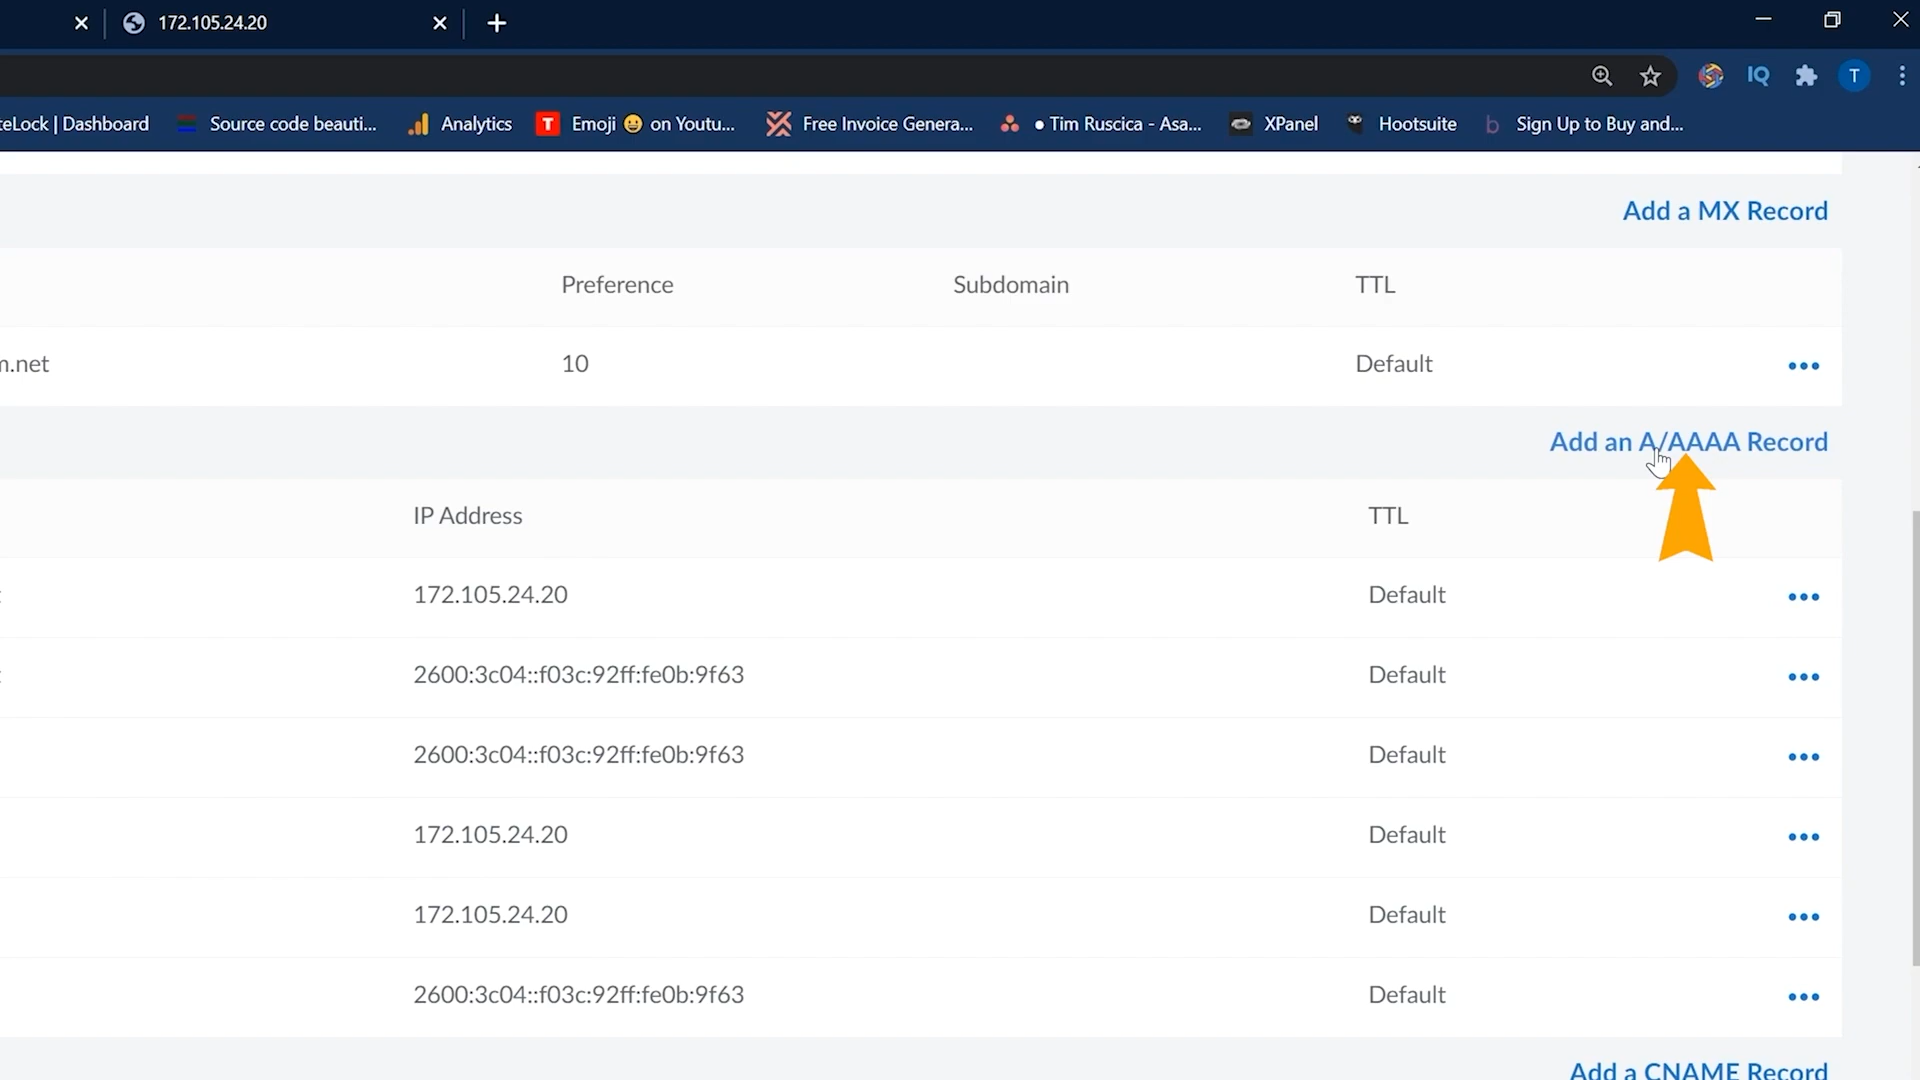 172.105.24.20
IQ
T
teLock | Dashboard
Source code beauti...
Analytics
T
Emoji 😀 on Youtu...
Free Invoice Genera...
• Tim Ruscica - Asa...
XPanel
Hootsuite
b
Sign Up to Buy and...
Add a MX Record
Preference Subdomain TTL
m.net 10 Default
Add an A/AAAA Record
IP Address TTL
172.105.24.20 Default
2600:3c04::f03c:92ff:fe0b:9f63 Default
2600:3c04::f03c:92ff:fe0b:9f63 Default
172.105.24.20 Default
172.105.24.20 Default
2600:3c04::f03c:92ff:fe0b:9f63 Default
Add a CNAME Record